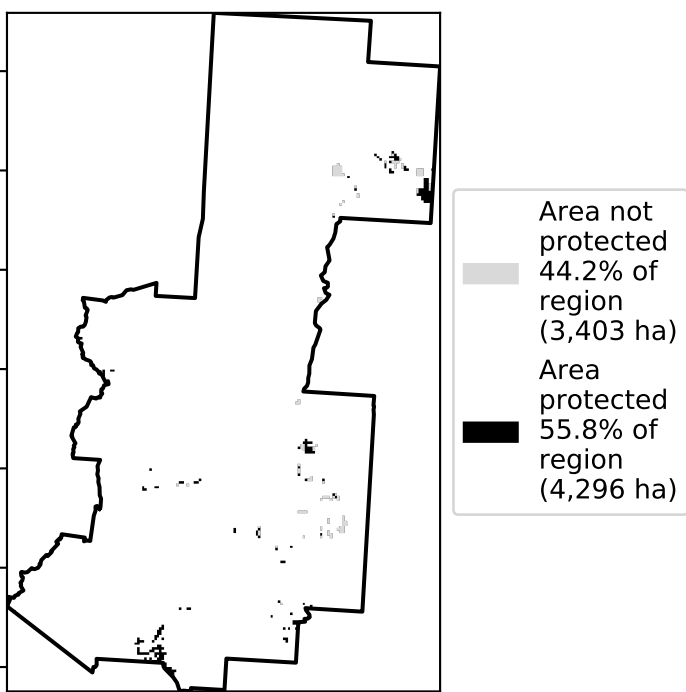 Area not
protected
44.2% of
region
(3,403 ha)
Area
protected
55.8% of
region
(4,296 ha)